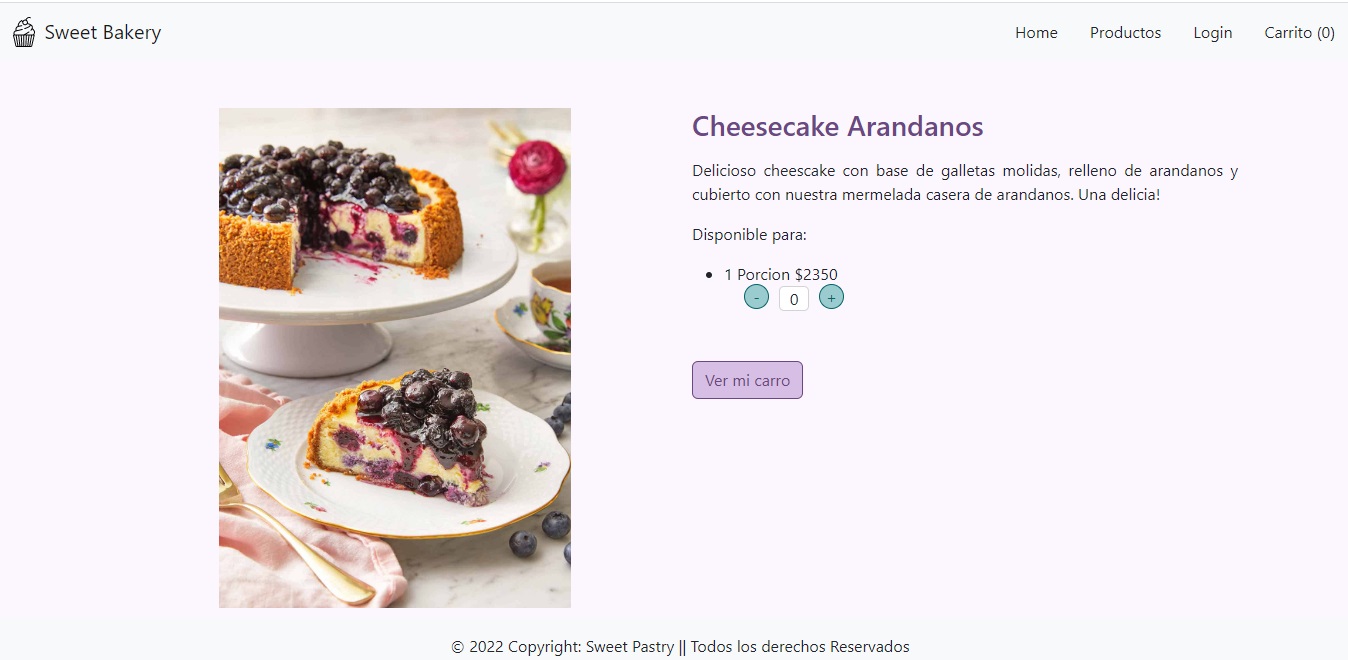 Sweet Bakery
Home Productos Login Carrito (0)
Cheesecake Arandanos
Delicioso cheescake con base de galletas molidas, relleno de arandanos y
cubierto con nuestra mermelada casera de arandanos. Una delicia!
Disponible para:
1 Porcion $2350
- 0 +
Ver mi carro
© 2022 Copyright: Sweet Pastry || Todos los derechos Reservados